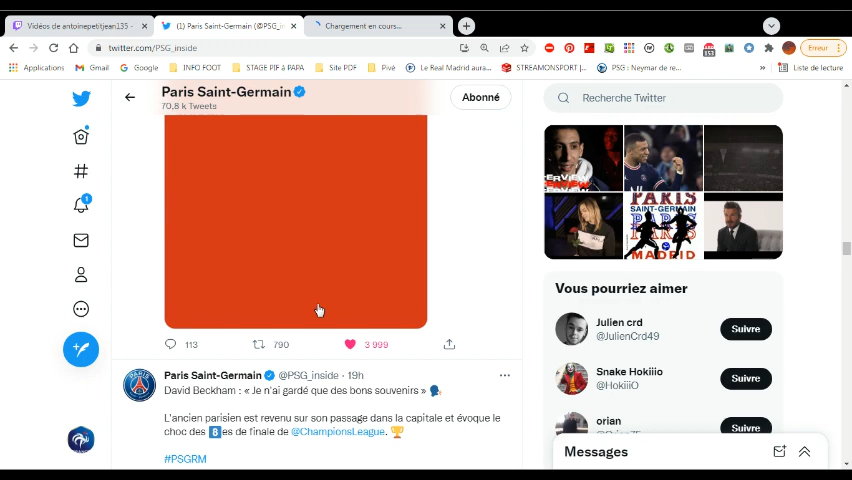 Vidéos de antoinepetitjean135 -
(1) Paris Saint-Germain (@PSG_in
Chargement en cours...
twitter.com/PSG_inside
153
Erreur
Applications
Gmail
Google
INFO FOOT
STAGE PIF à PAPA
Site PDF
Pivé
Le Real Madrid aura...
STREAMONSPORT |...
PSG : Neymar de re...
»
Liste de lecture
Paris Saint-Germain
70,8 k Tweets
Abonné
Recherche Twitter
1
113
790
3 999
Paris Saint-Germain @PSG_inside · 19h
David Beckham : « Je n'ai gardé que des bons souvenirs »
L'ancien parisien est revenu sur son passage dans la capitale et évoque le
choc des 8es de finale de @ChampionsLeague.
#PSGRM
PARIS
SAINT-GERMAIN
MADRID
Vous pourriez aimer
Julien crd
@JulienCrd49
Suivre
Snake Hokiiio
@HokiiiO
Suivre
orian
Suivre
Messages